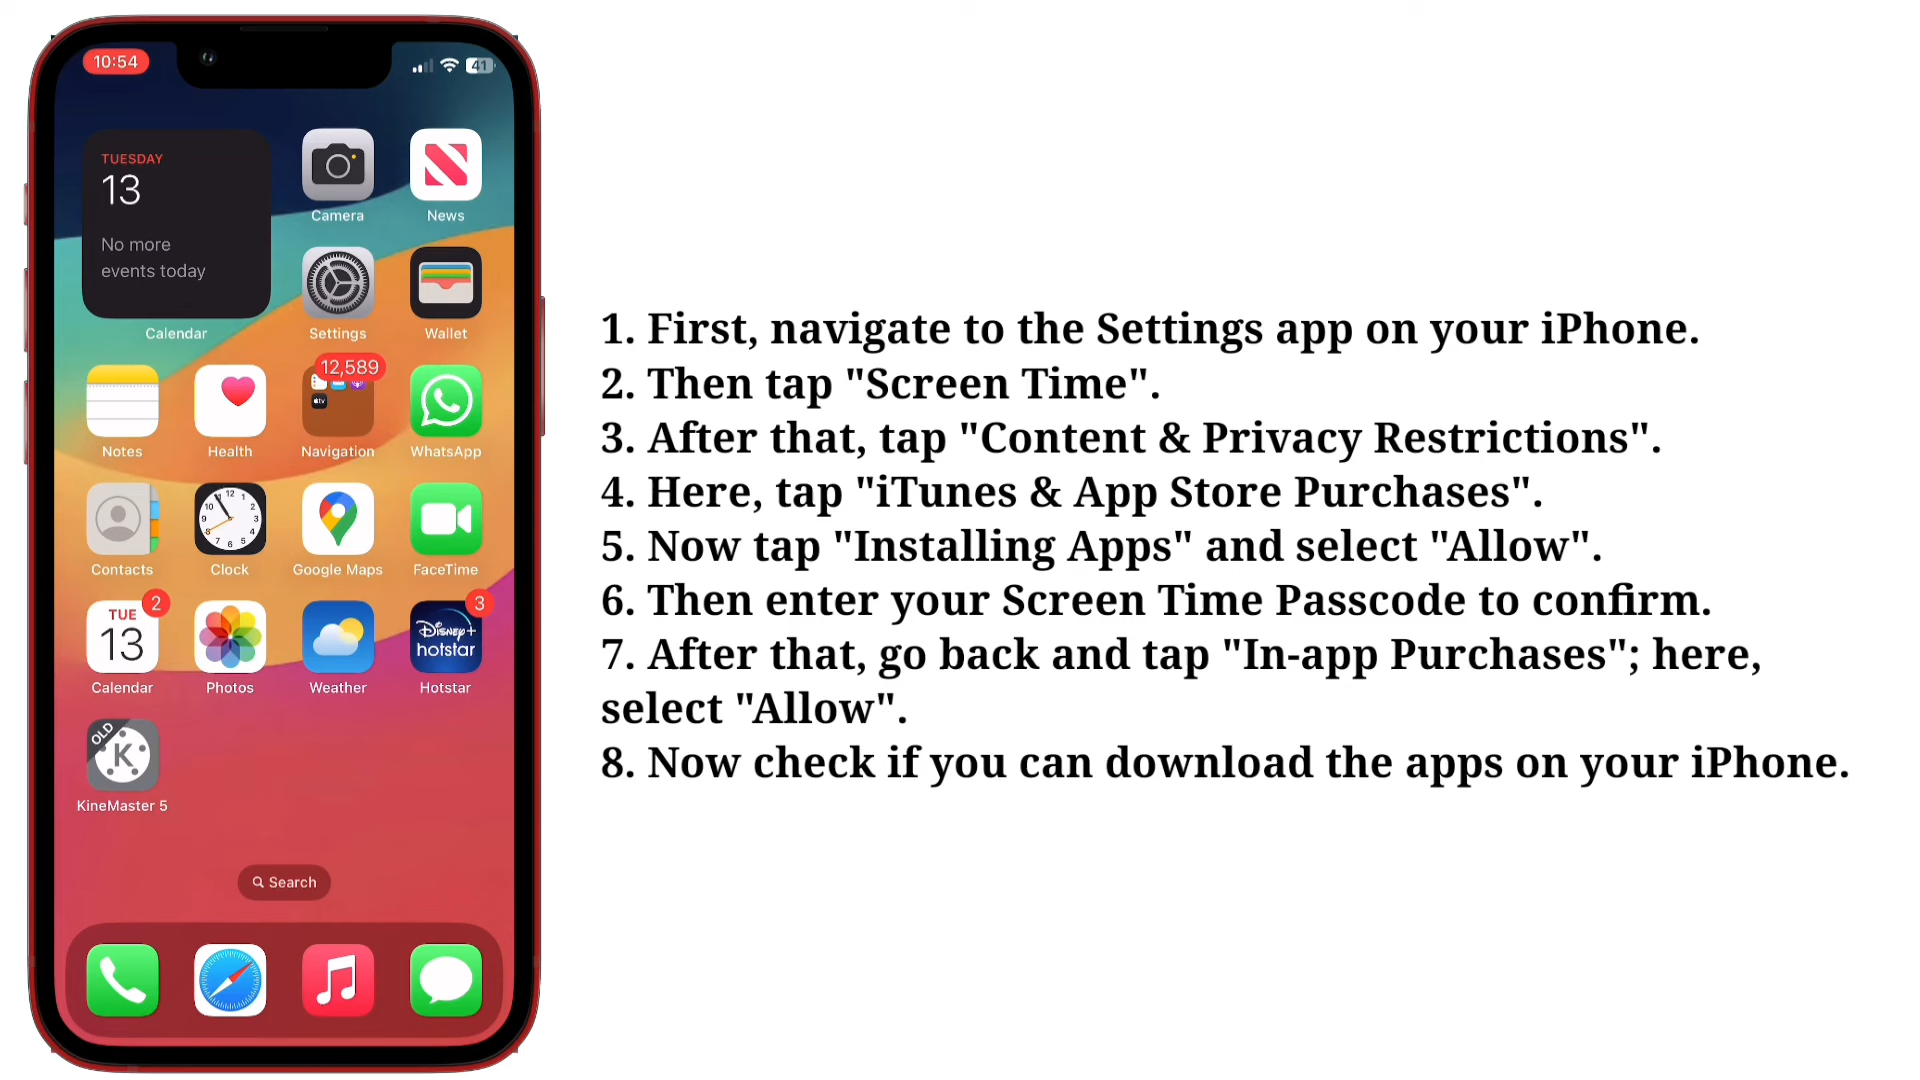 10:54
41
TUESDAY
13
No more
events today
Calendar
Camera
News
Settings
Wallet
Notes
Health
12,589
Navigation
WhatsApp
Contacts
Clock
Google Maps
FaceTime
TUE
13
2
Calendar
Photos
Weather
Disney+
hotstar
3
Hotstar
OLD
K
KineMaster 5
Search
1. First, navigate to the Settings app on your iPhone.
2. Then tap "Screen Time".
3. After that, tap "Content & Privacy Restrictions".
4. Here, tap "iTunes & App Store Purchases".
5. Now tap "Installing Apps" and select "Allow".
6. Then enter your Screen Time Passcode to confirm.
7. After that, go back and tap "In-app Purchases"; here,
select "Allow".
8. Now check if you can download the apps on your iPhone.